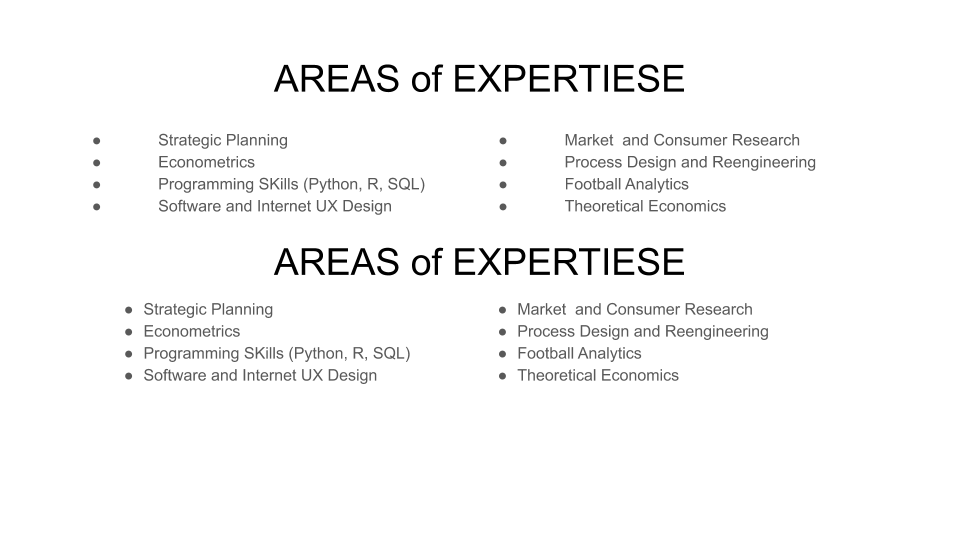 AREAS of EXPERTIESE
● Strategic Planning
● Econometrics
● Programming SKills (Python, R, SQL)
● Software and Internet UX Design
● Market  and Consumer Research
● Process Design and Reengineering
● Football Analytics
● Theoretical Economics
AREAS of EXPERTIESE
● Strategic Planning
● Econometrics
● Programming SKills (Python, R, SQL)
● Software and Internet UX Design
● Market  and Consumer Research
● Process Design and Reengineering
● Football Analytics
● Theoretical Economics